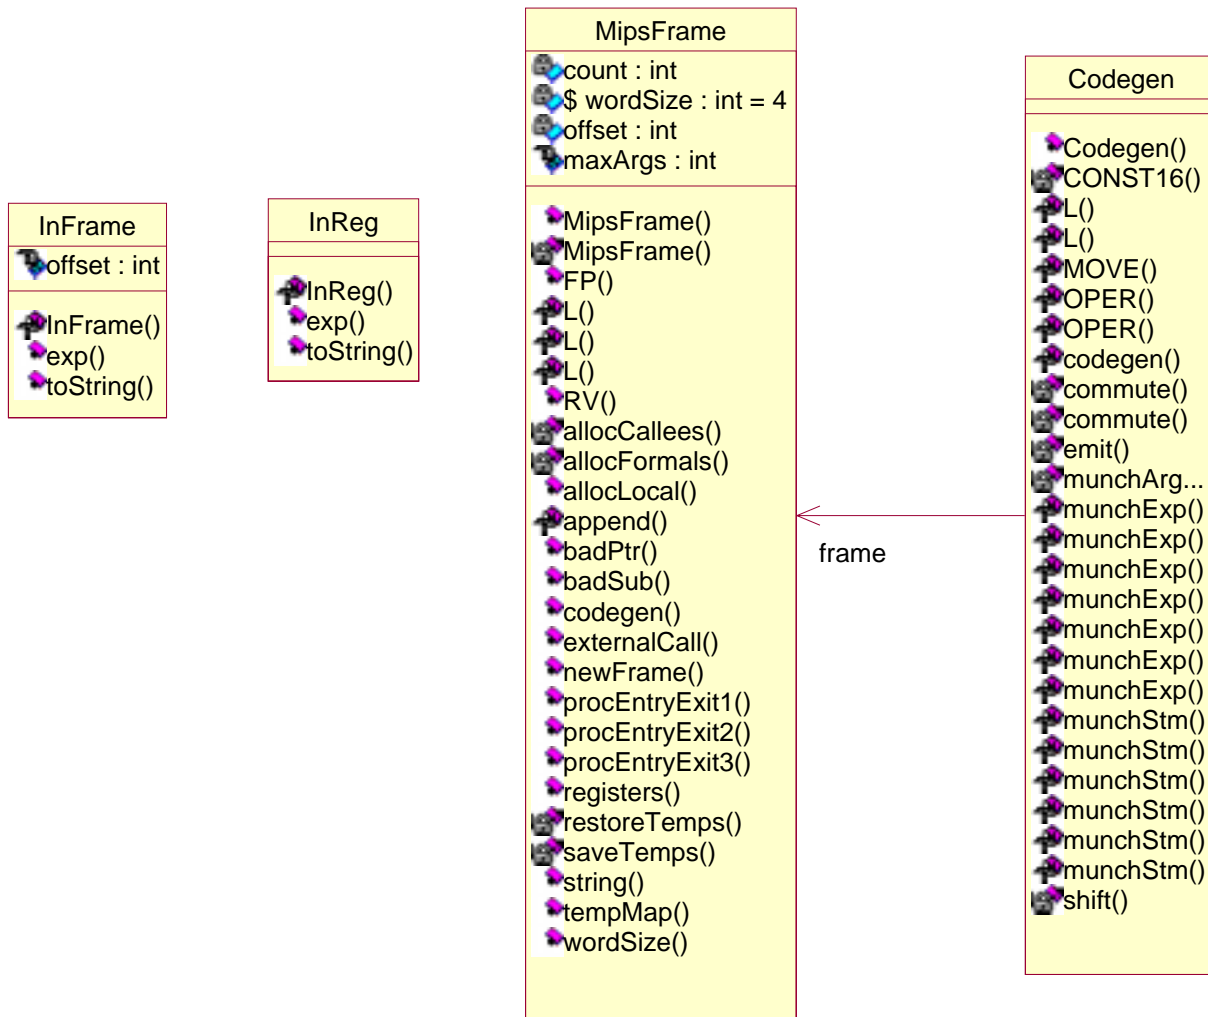 InFrame
offset : int
InFrame()
exp()
toString()
InReg
InReg()
exp()
toString()
MipsFrame
count : int
$ wordSize : int = 4
offset : int
maxArgs : int
MipsFrame()
MipsFrame()
FP()
L()
L()
L()
RV()
allocCallees()
allocFormals()
allocLocal()
append()
badPtr()
badSub()
codegen()
externalCall()
newFrame()
procEntryExit1()
procEntryExit2()
procEntryExit3()
registers()
restoreTemps()
saveTemps()
string()
tempMap()
wordSize()
frame
Codegen
Codegen()
CONST16()
L()
L()
MOVE()
OPER()
OPER()
codegen()
commute()
commute()
emit()
munchArg...
munchExp()
munchExp()
munchExp()
munchExp()
munchExp()
munchExp()
munchExp()
munchStm()
munchStm()
munchStm()
munchStm()
munchStm()
munchStm()
shift()